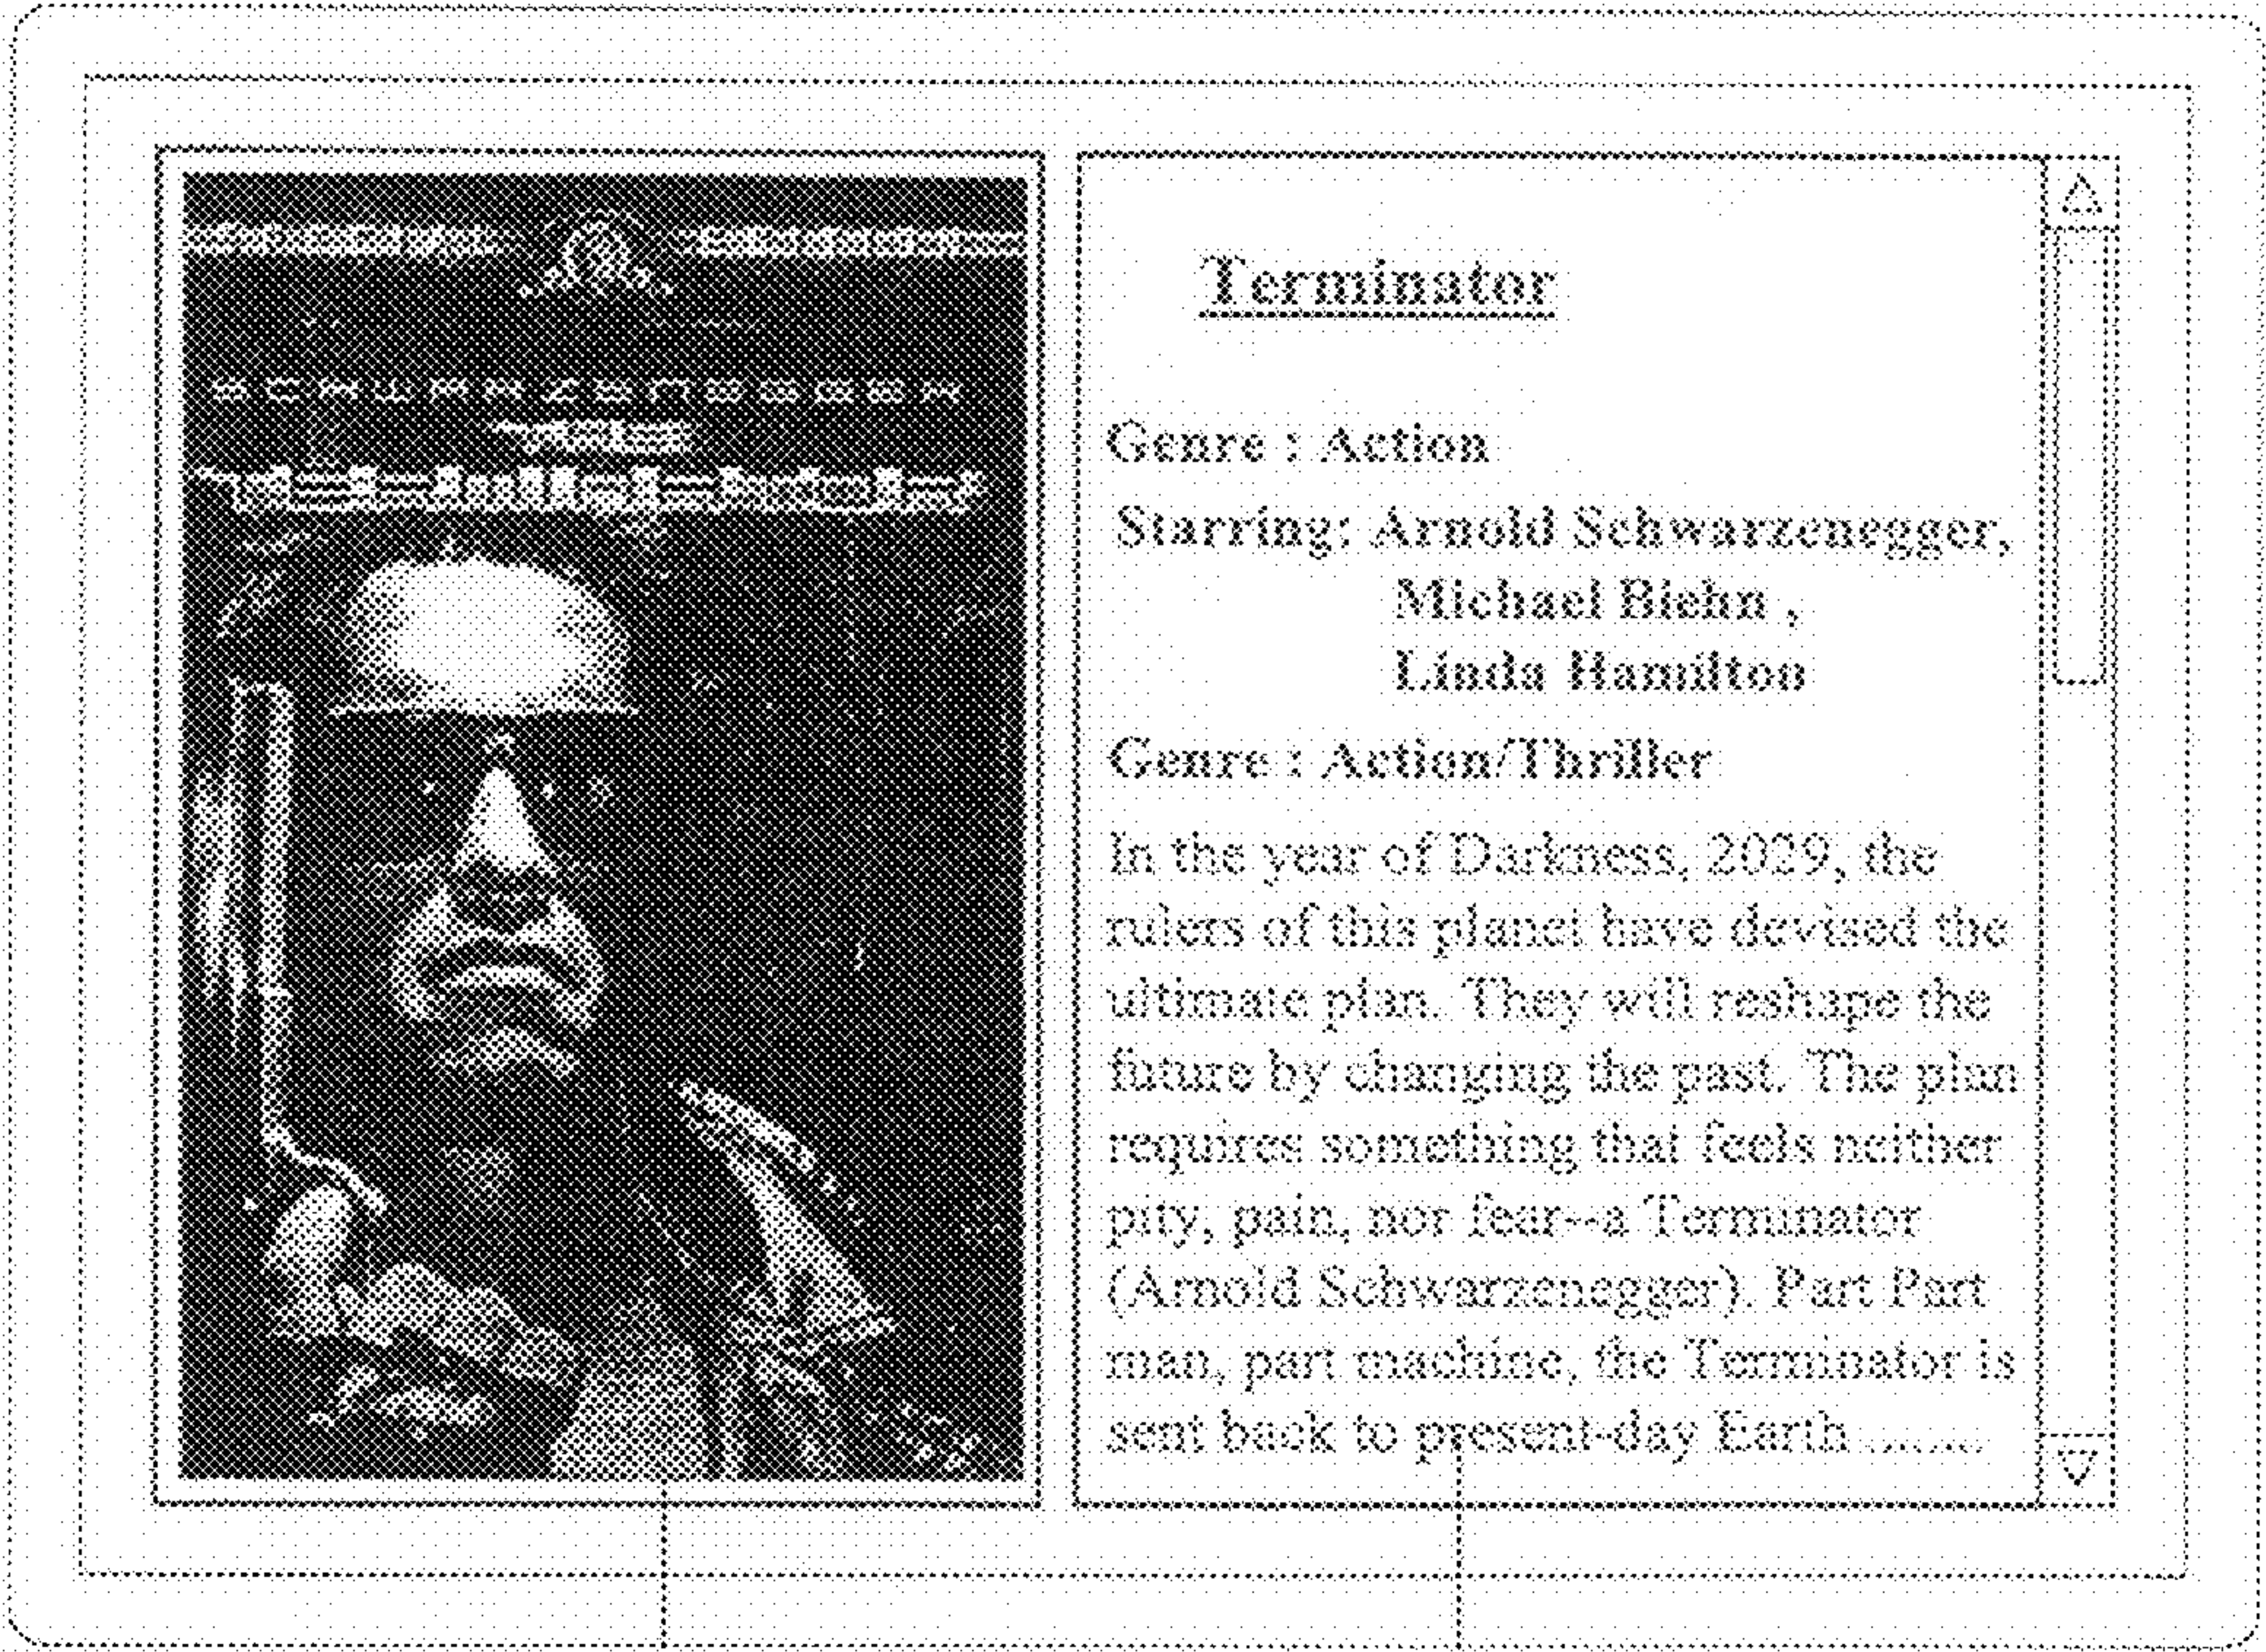 SCHWARZENEGGER
THE
TERMINATOR
Terminator
Genre : Action
Starring: Arnold Schwarzenegger,
Michael Biehn ,
Linda Hamilton
Genre : Action/Thriller
In the year of Darkness, 2029, the
rulers of this planet have devised the
ultimate plan. They will reshape the
future by changing the past. The plan
requires something that feels neither
pity, pain, nor fear--a Terminator
(Arnold Schwarzenegger). Part Part
man, part machine, the Terminator is
sent back to present-day Earth .......